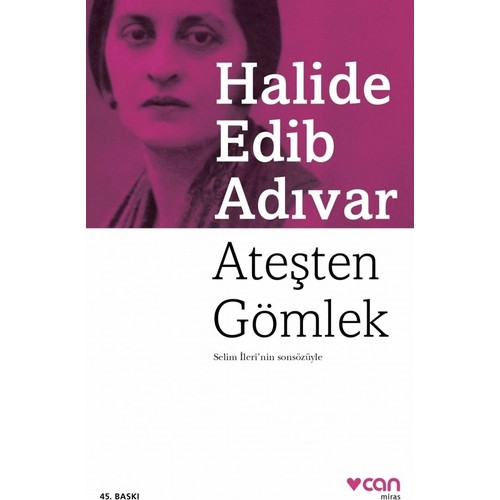 Halide
Edib
Adıvar
Ateşten
Gömlek
Selim İleri'nin sonsözüyle
45. BASKI
can
miras